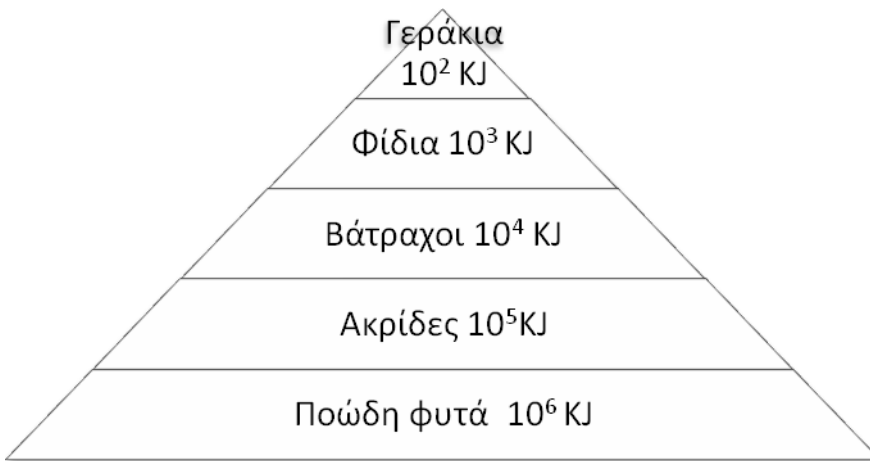 Γεράκια
10² KJ
Φίδια 10³ KJ
Βάτραχοι 10⁴ KJ
Ακρίδες 10⁵KJ
Ποώδη φυτά 10⁶ KJ